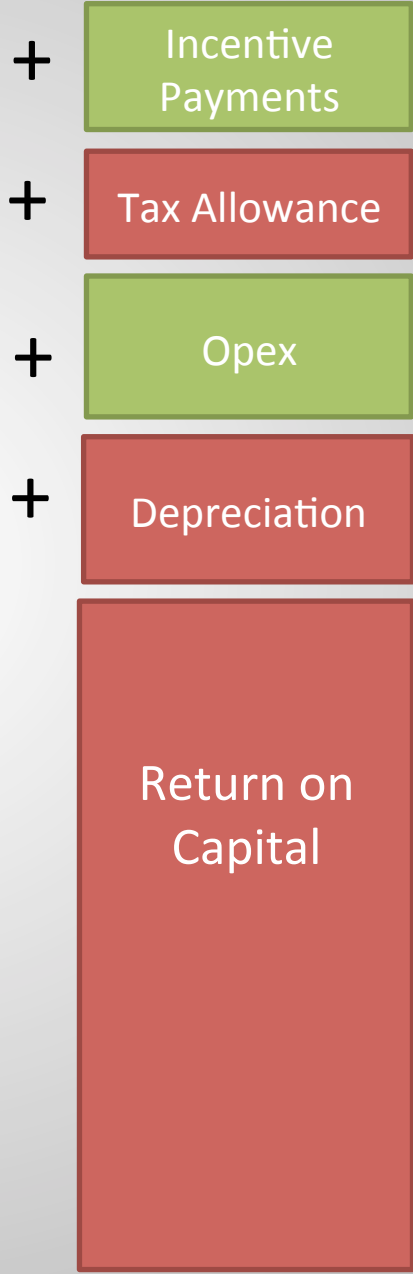 +
Incentive
Payments
+
Tax Allowance
+
Opex
+
Depreciation
Return on
Capital